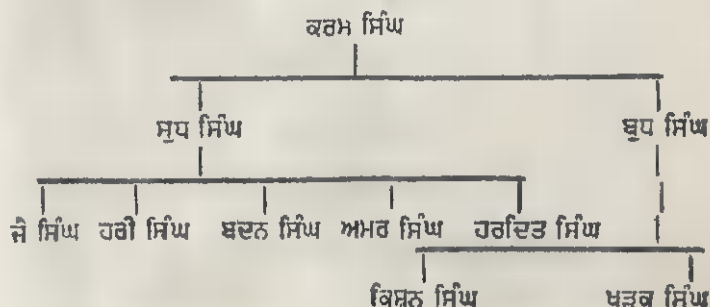 ਕਰਮ ਸਿੰਘ
ਸੁਧ ਸਿੰਘ ਬੁਧ ਸਿੰਘ
ਜੈ ਸਿੰਘ ਹਰੀ ਸਿੰਘ ਬਦਨ ਸਿੰਘ ਅਮਰ ਸਿੰਘ ਹਰਦਿਤ ਸਿੰਘ
ਕਿਸ਼ਨ ਸਿੰਘ ਖੜਕ ਸਿੰਘ